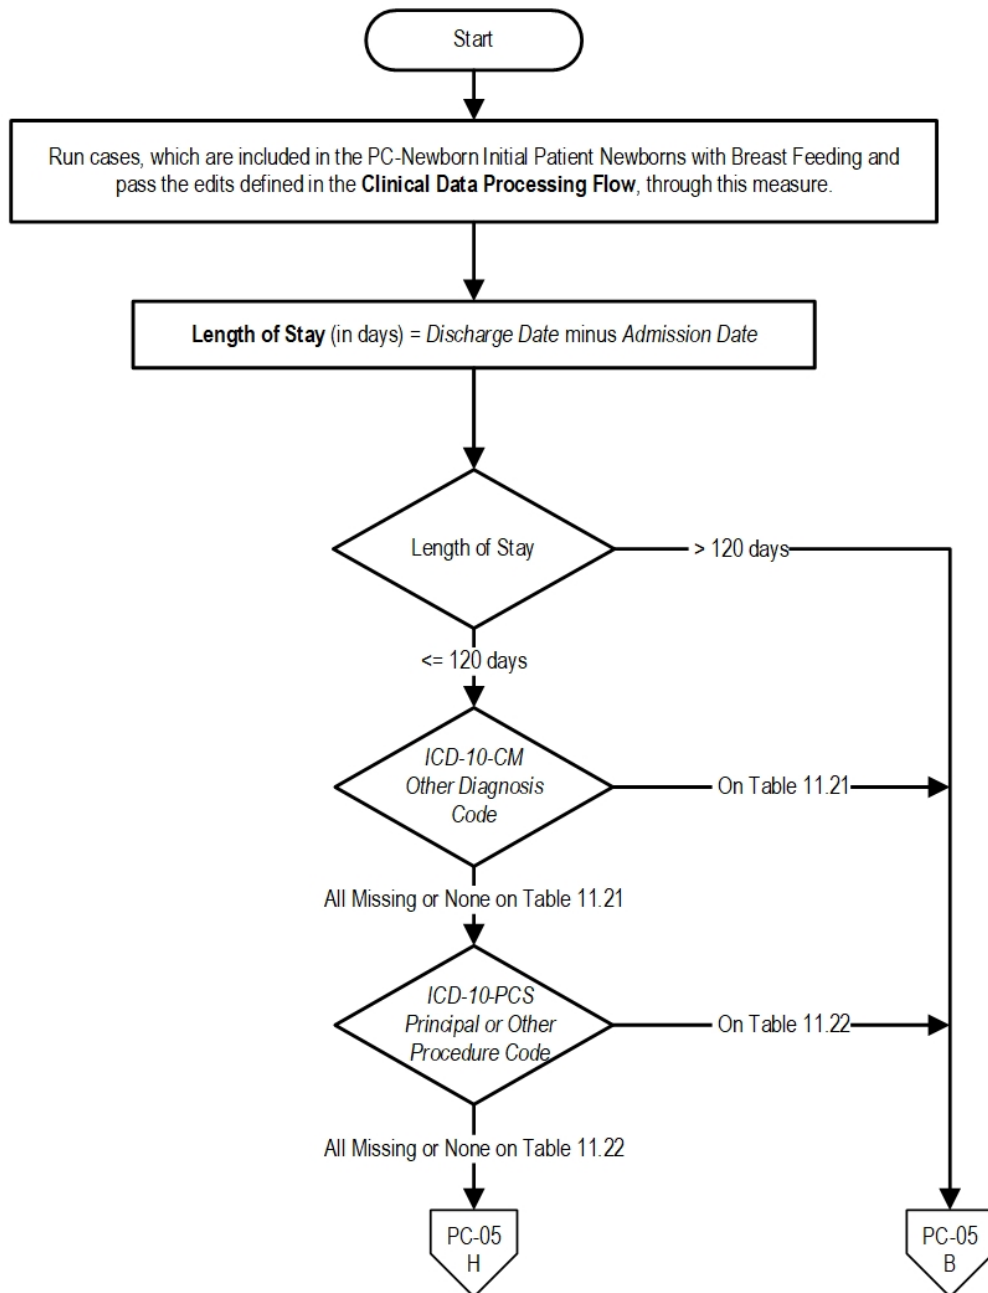 Start
Run cases, which are included in the PC-Newborn Initial Patient Newborns with Breast Feeding and
pass the edits defined in the Clinical Data Processing Flow, through this measure.
Length of Stay (in days) = Discharge Date minus Admission Date
Length of Stay
> 120 days
<= 120 days
ICD-10-CM
Other Diagnosis
Code
On Table 11.21
All Missing or None on Table 11.21
ICD-10-PCS
Principal or Other
Procedure Code
On Table 11.22
All Missing or None on Table 11.22
PC-05
H
PC-05
B